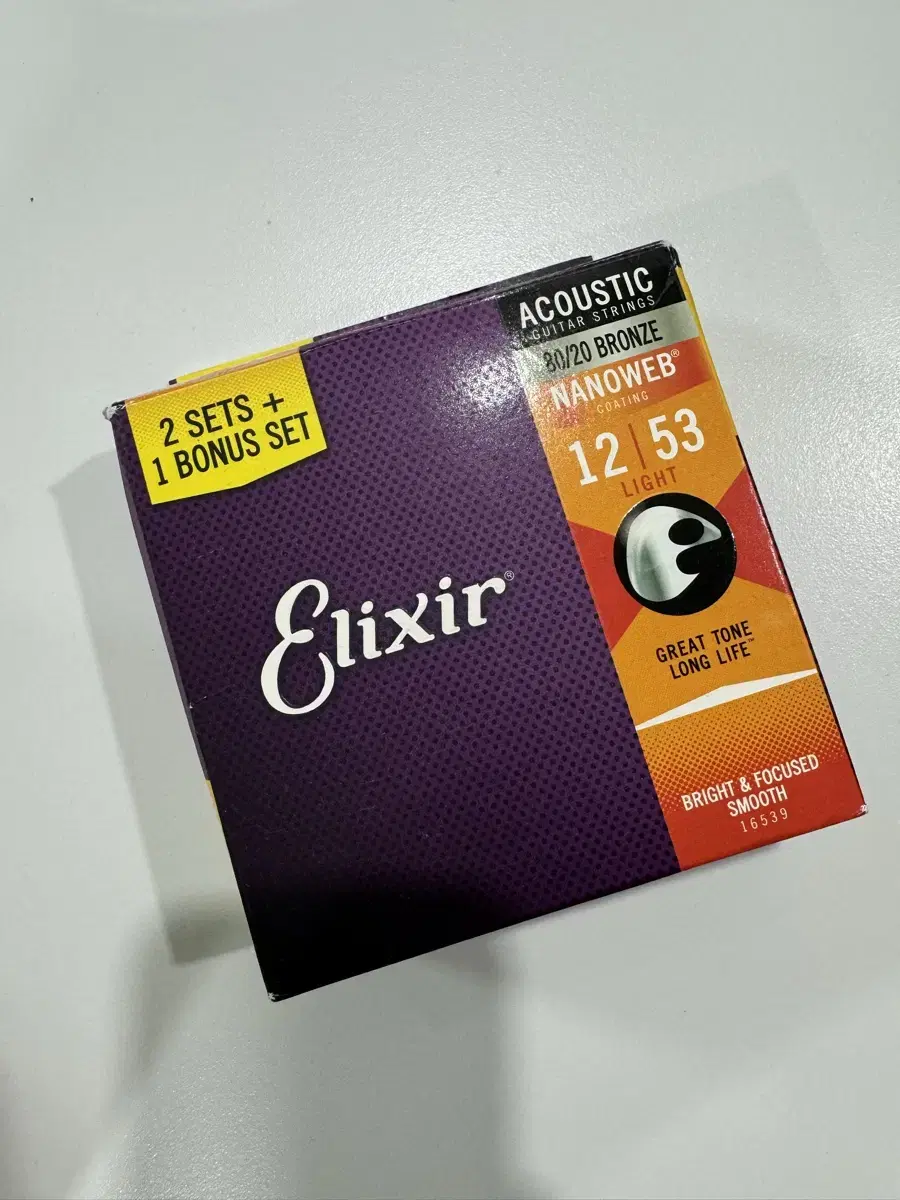 2 SETS +
1 BONUS SET
Elixir®
ACOUSTIC
GUITAR STRINGS
80/20 BRONZE
NANOWEB®
COATING
12 | 53
LIGHT
GREAT TONE
LONG LIFE™
BRIGHT & FOCUSED
SMOOTH
16539